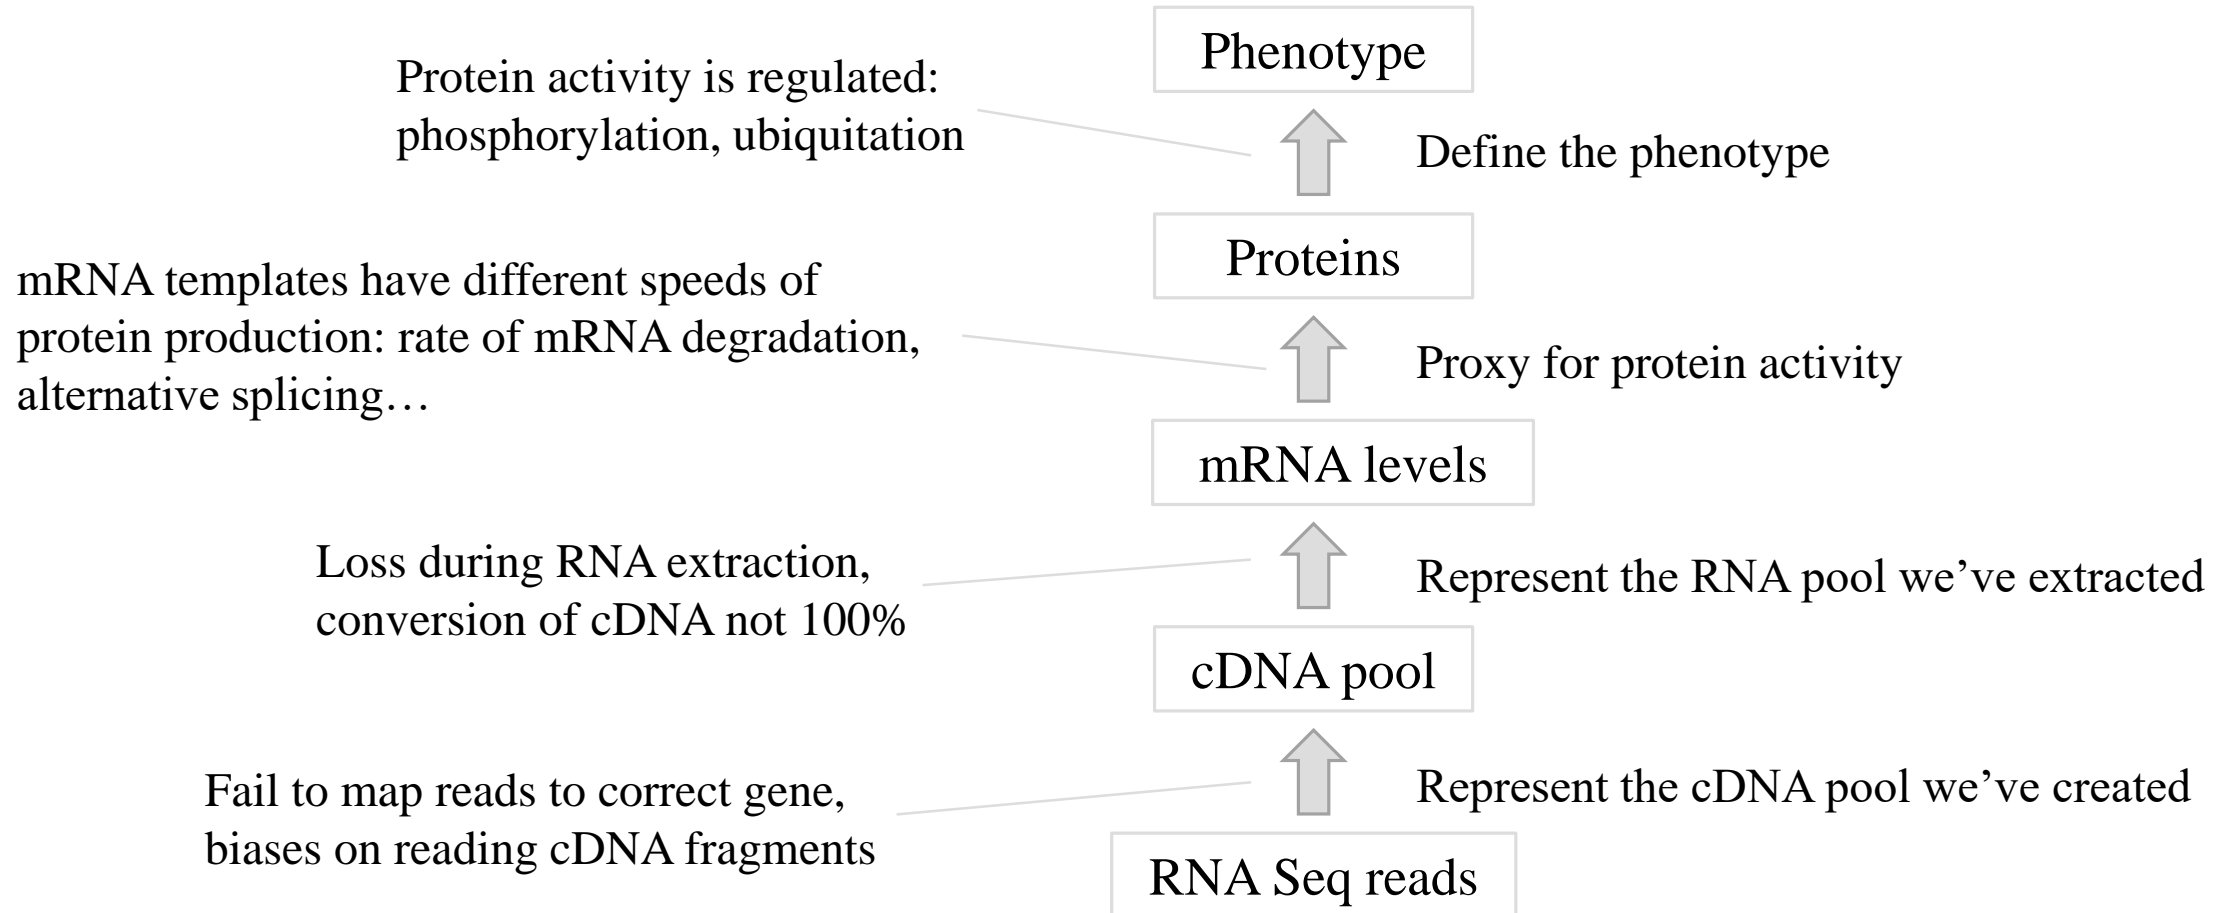 Phenotype
Protein activity is regulated:
phosphorylation, ubiquitation
Define the phenotype
Proteins
mRNA templates have different speeds of
protein production: rate of mRNA degradation,
alternative splicing…
Proxy for protein activity
mRNA levels
Loss during RNA extraction,
conversion of cDNA not 100%
Represent the RNA pool we’ve extracted
cDNA pool
Fail to map reads to correct gene,
biases on reading cDNA fragments
Represent the cDNA pool we’ve created
RNA Seq reads